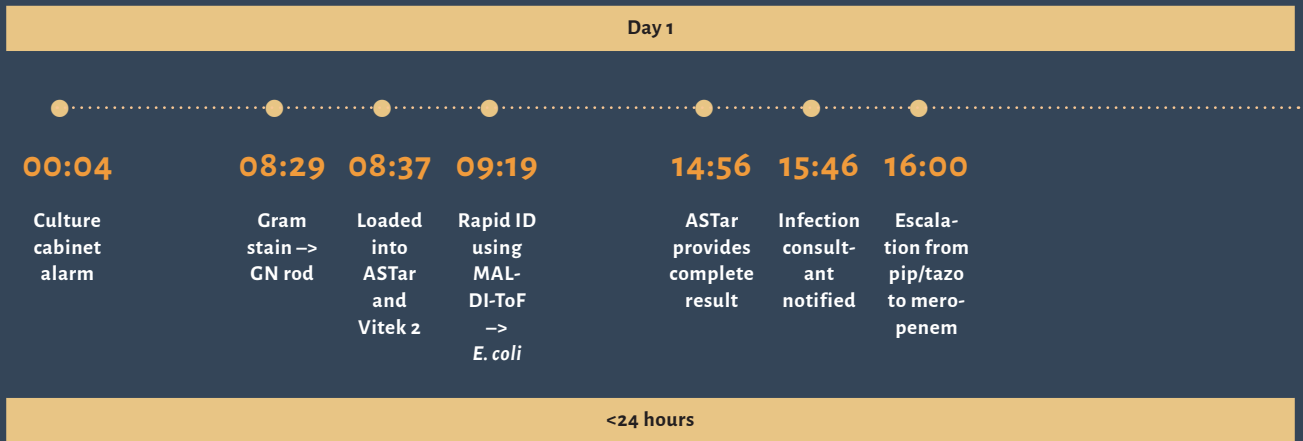 Day 1
00:04
Culture
cabinet
alarm
08:29
Gram
stain –>
GN rod
08:37
Loaded
into
ASTar
and
Vitek 2
09:19
Rapid ID
using
MAL-
DI-ToF
–>
E. coli
14:56
ASTar
provides
complete
result
15:46
Infection
consult-
ant
notified
16:00
Escala-
tion from
pip/tazo
to mero-
penem
<24 hours